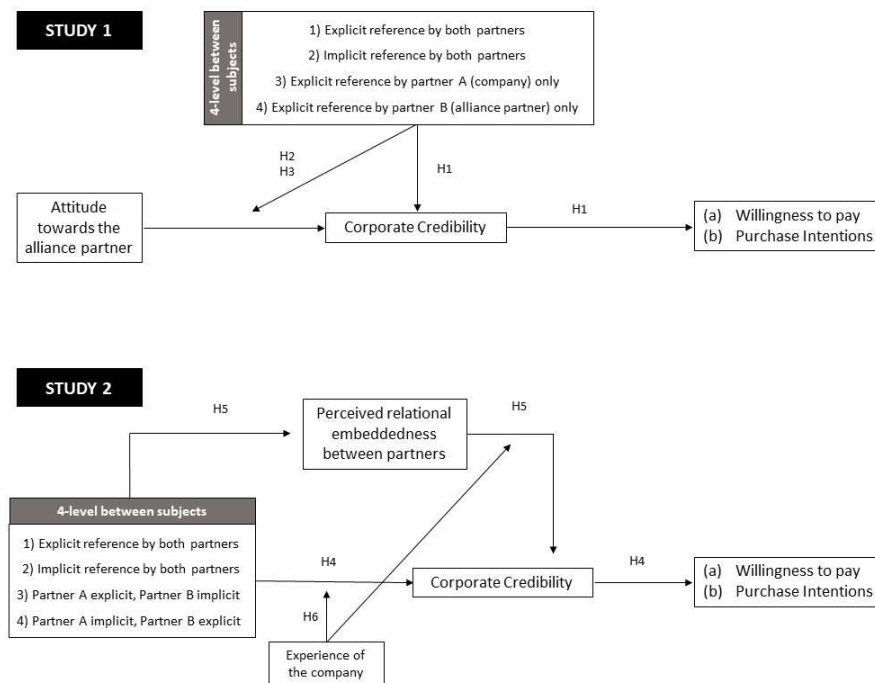 STUDY 1
4-level between
subjects
1) Explicit reference by both partners
2) Implicit reference by both partners
3) Explicit reference by partner A (company) only
4) Explicit reference by partner B (alliance partner) only
H2
H3
H1
Attitude
towards the
alliance partner
Corporate Credibility
H1
(a) Willingness to pay
(b) Purchase Intentions
STUDY 2
H5
Perceived relational
embeddedness
between partners
H5
4-level between subjects
1) Explicit reference by both partners
2) Implicit reference by both partners
3) Partner A explicit, Partner B implicit
4) Partner A implicit, Partner B explicit
H4
Corporate Credibility
H4
(a) Willingness to pay
(b) Purchase Intentions
H6
Experience of
the company